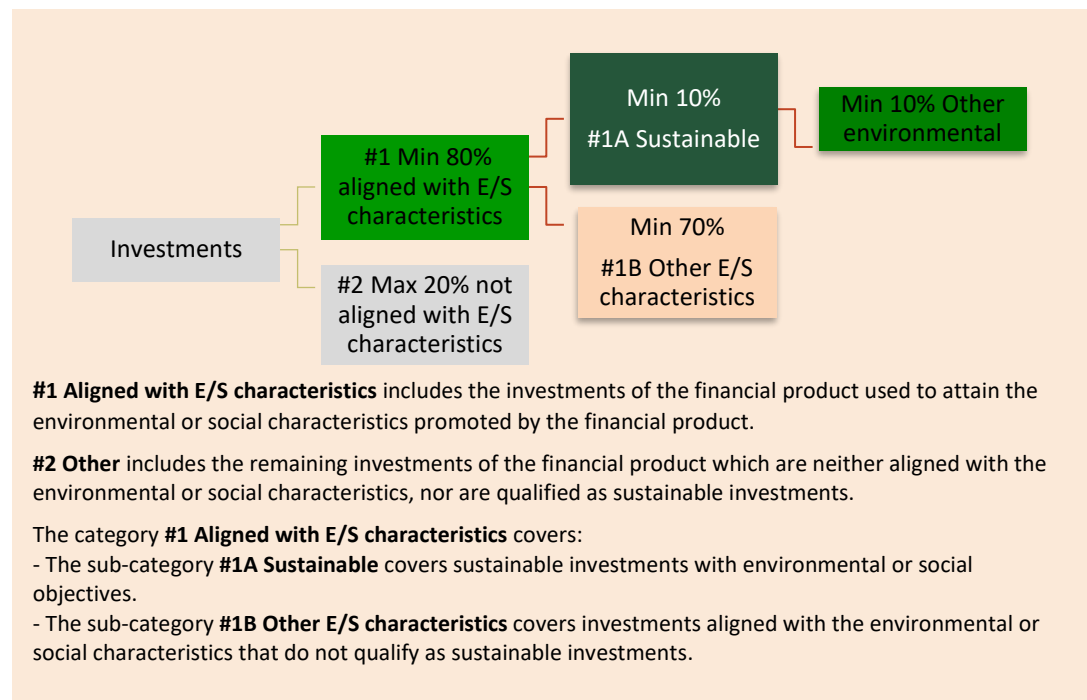 Min 10%
#1A Sustainable
Min 10% Other
environmental
#1 Min 80%
aligned with E/S
characteristics
Investments
Min 70%
#1B Other E/S
characteristics
#2 Max 20% not
aligned with E/S
characteristics
#1 Aligned with E/S characteristics includes the investments of the financial product used to attain the
environmental or social characteristics promoted by the financial product.
#2 Other includes the remaining investments of the financial product which are neither aligned with the
environmental or social characteristics, nor are qualified as sustainable investments.
The category #1 Aligned with E/S characteristics covers:
- The sub-category #1A Sustainable covers sustainable investments with environmental or social
objectives.
- The sub-category #1B Other E/S characteristics covers investments aligned with the environmental or
social characteristics that do not qualify as sustainable investments.